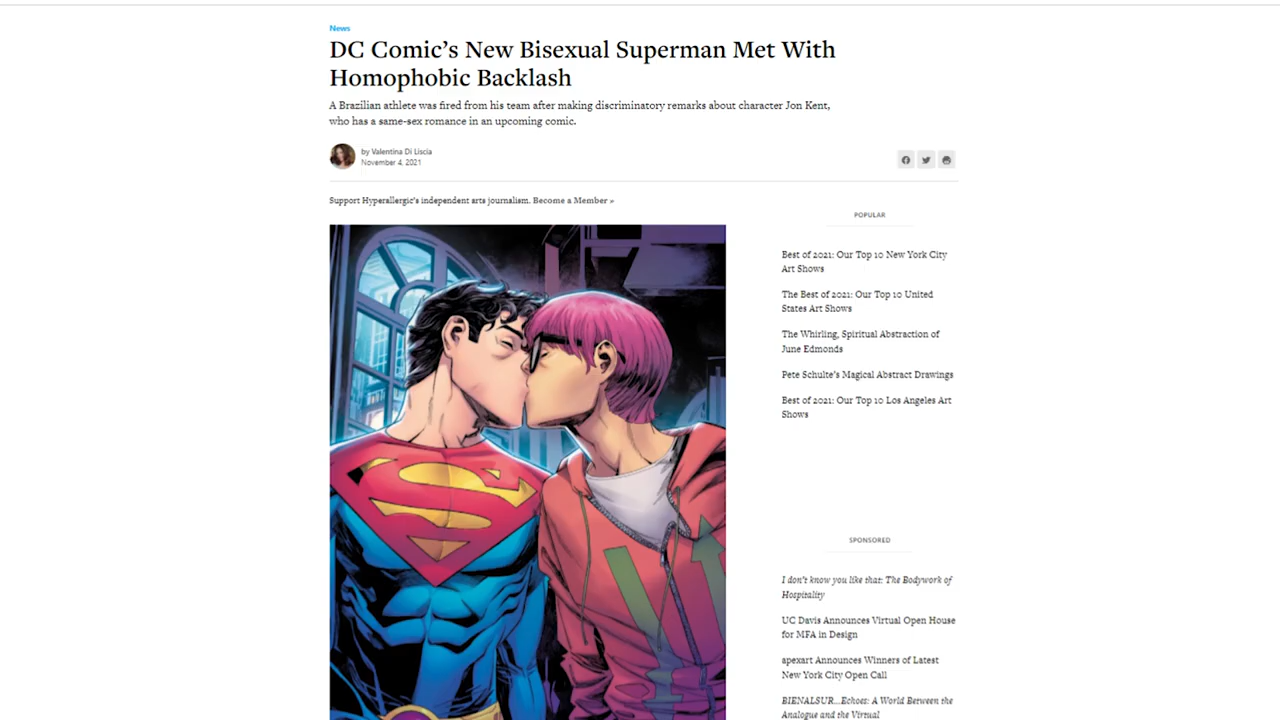 News
DC Comic’s New Bisexual Superman Met With
Homophobic Backlash
A Brazilian athlete was fired from his team after making discriminatory remarks about character Jon Kent,
who has a same-sex romance in an upcoming comic.
by Valentina Di Liscia
November 4, 2021
Support Hyperallergic's independent arts journalism. Become a Member »
POPULAR
Best of 2021: Our Top 10 New York City
Art Shows
The Best of 2021: Our Top 10 United
States Art Shows
The Whirling, Spiritual Abstraction of
June Edmonds
Pete Schulte’s Magical Abstract Drawings
Best of 2021: Our Top 10 Los Angeles Art
Shows
SPONSORED
I don’t know you like that: The Bodywork of
Hospitality
UC Davis Announces Virtual Open House
for MFA in Design
apexart Announces Winners of Latest
New York City Open Call
BIENALSUR...Echoes: A World Between the
Analogue and the Virtual